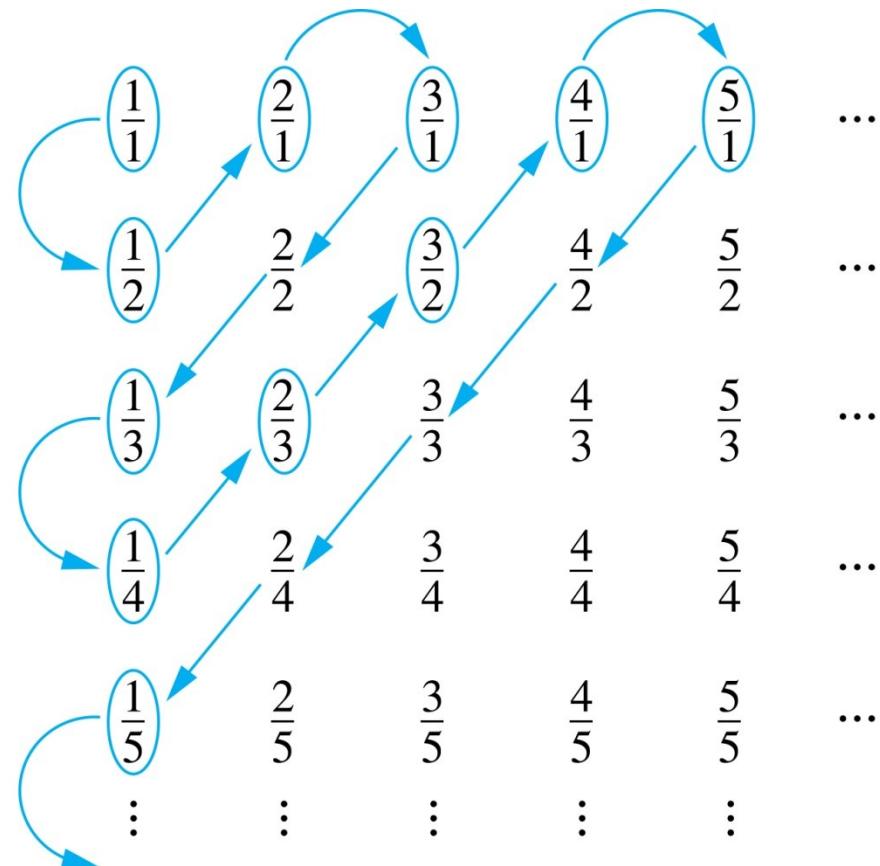 1/1 2/1 3/1 4/1 5/1 ...
1/2 2/2 3/2 4/2 5/2 ...
1/3 2/3 3/3 4/3 5/3 ...
1/4 2/4 3/4 4/4 5/4 ...
1/5 2/5 3/5 4/5 5/5 ...
⋮ ⋮ ⋮ ⋮ ⋮